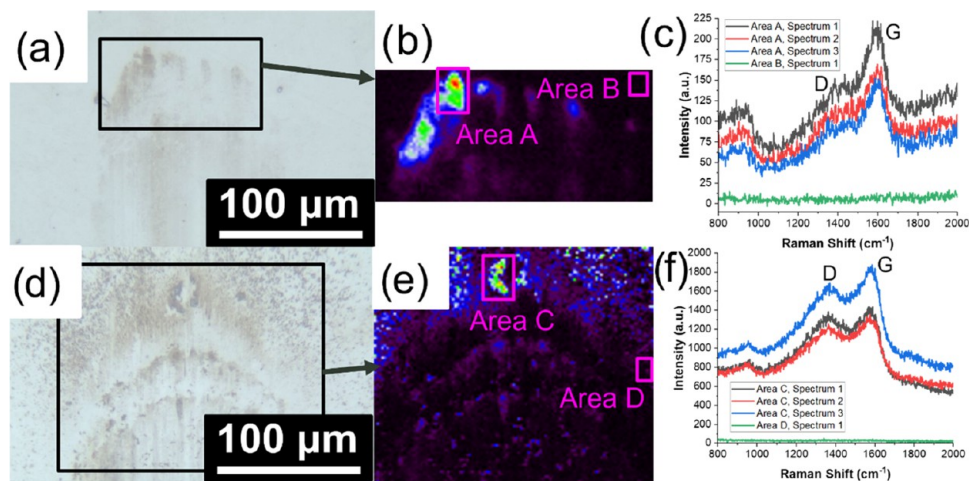 (a)
100 µm
(b)
Area B
Area A
(c)
Area A, Spectrum 1
Area A, Spectrum 2
Area A, Spectrum 3
Area B, Spectrum 1
G
D
Intensity (a.u.)
225
200
175
150
125
100
75
50
25
0
800 1000 1200 1400 1600 1800 2000
Raman Shift (cm-1)
(d)
100 µm
(e)
Area C
Area D
(f)
D
G
Intensity (a.u.)
2000
1800
1600
1400
1200
1000
800
600
400
200
0
Area C, Spectrum 1
Area C, Spectrum 2
Area C, Spectrum 3
Area D, Spectrum 1
800 1000 1200 1400 1600 1800 2000
Raman Shift (cm-1)